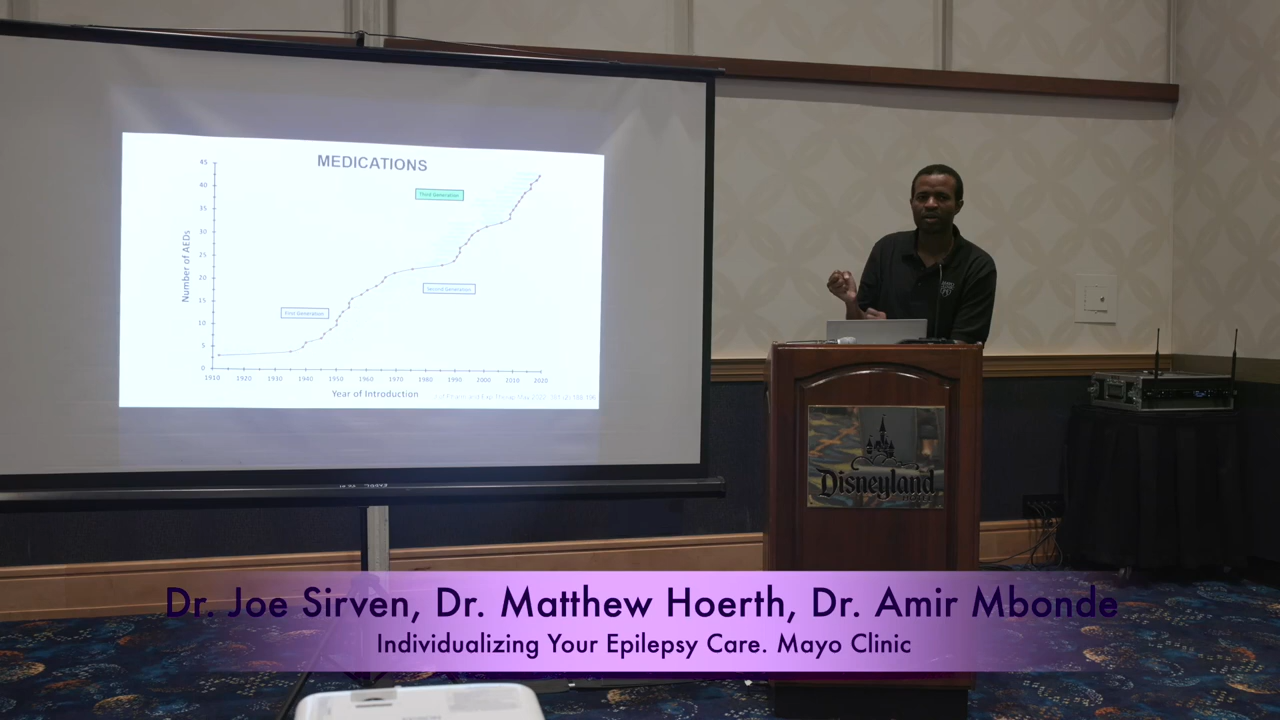 MEDICATIONS
45
40
35
30
25
20
15
10
5
0
Number of AEDs
Third Generation
Second Generation
First Generation
1910 1920 1930 1940 1950 1960 1970 1980 1990 2000 2010 2020
Year of Introduction
Disneyland
Dr. Joe Sirven, Dr. Matthew Hoerth, Dr. Amir Mbonde
Individualizing Your Epilepsy Care. Mayo Clinic